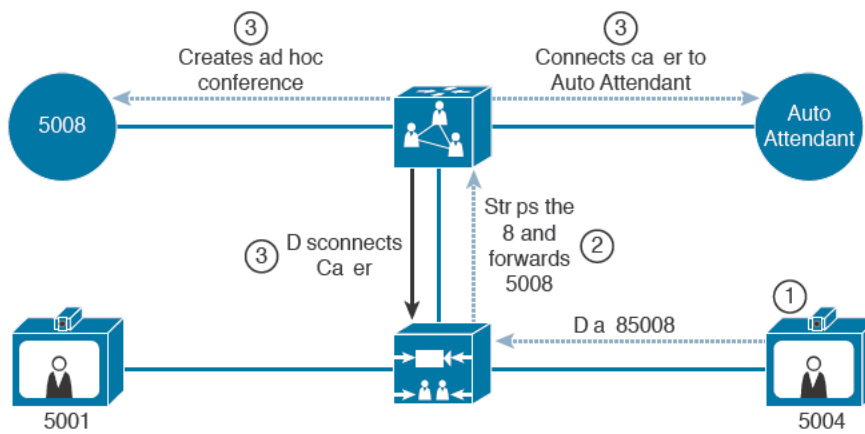 3
Creates ad hoc
conference
3
Connects ca er to
Auto Attendant
5008
Auto
Attendant
3
D sconnects
Ca er
Str ps the
8 and
forwards
5008
2
1
D a 85008
5001
5004